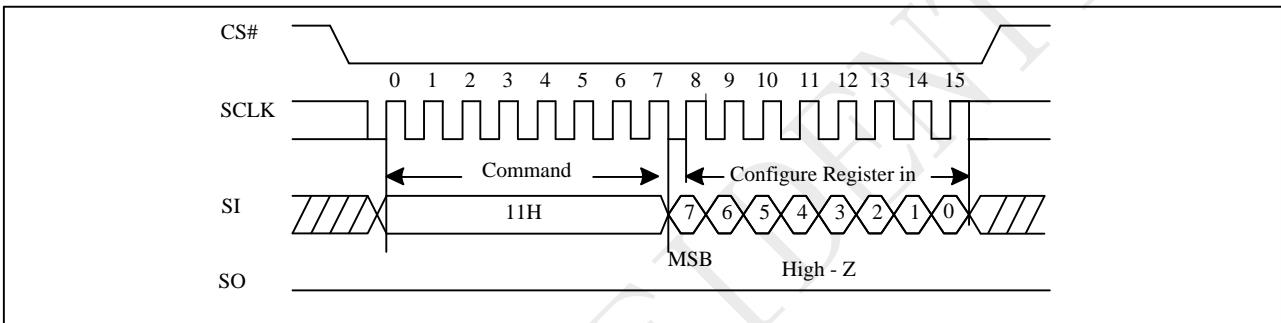 CS#
0 1 2 3 4 5 6 7 8 9 10 11 12 13 14 15
SCLK
Command Configure Register in
SI 11H 7 6 5 4 3 2 1 0
MSB High - Z
SO